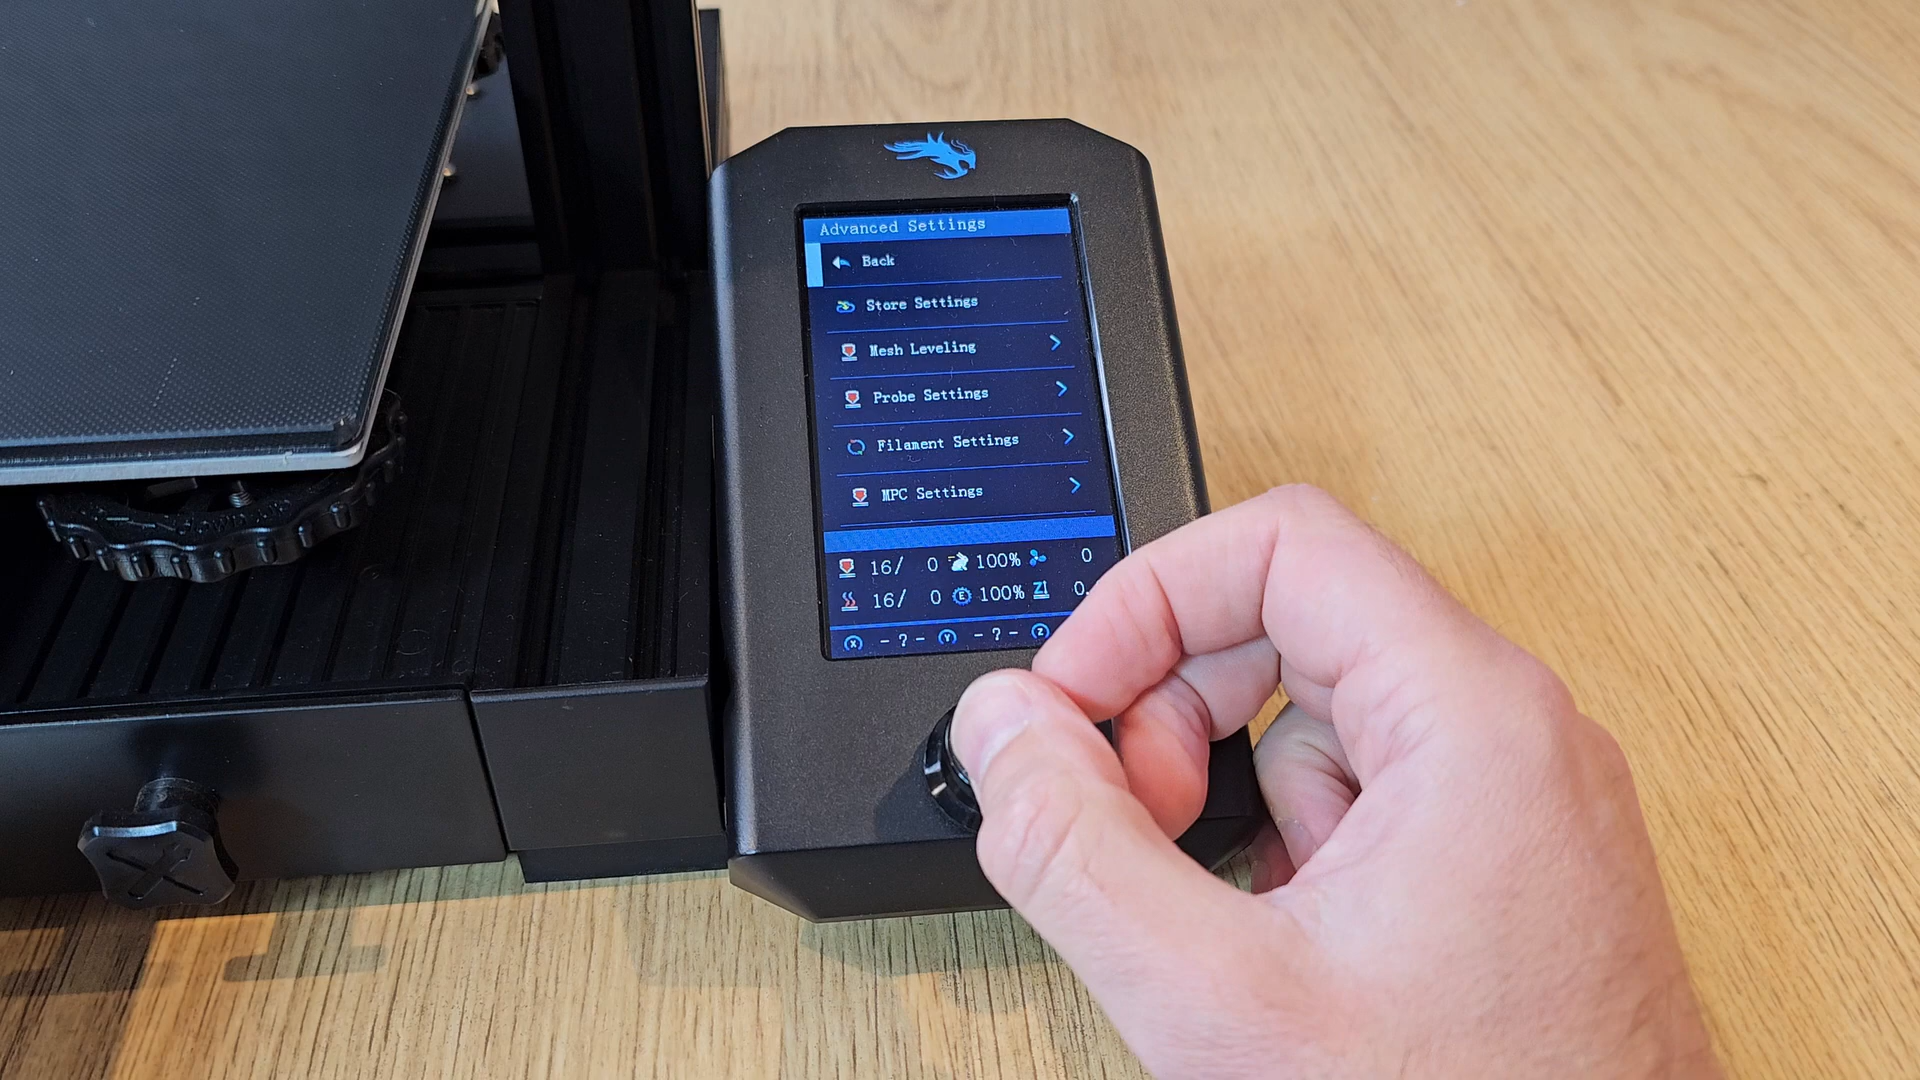 Advanced Settings
Back
Store Settings
Mesh Leveling
Probe Settings
Filament Settings
MPC Settings
16/ 0 100% 0
16/ 0 E 100% Z 0.
X -?- Y -?- Z